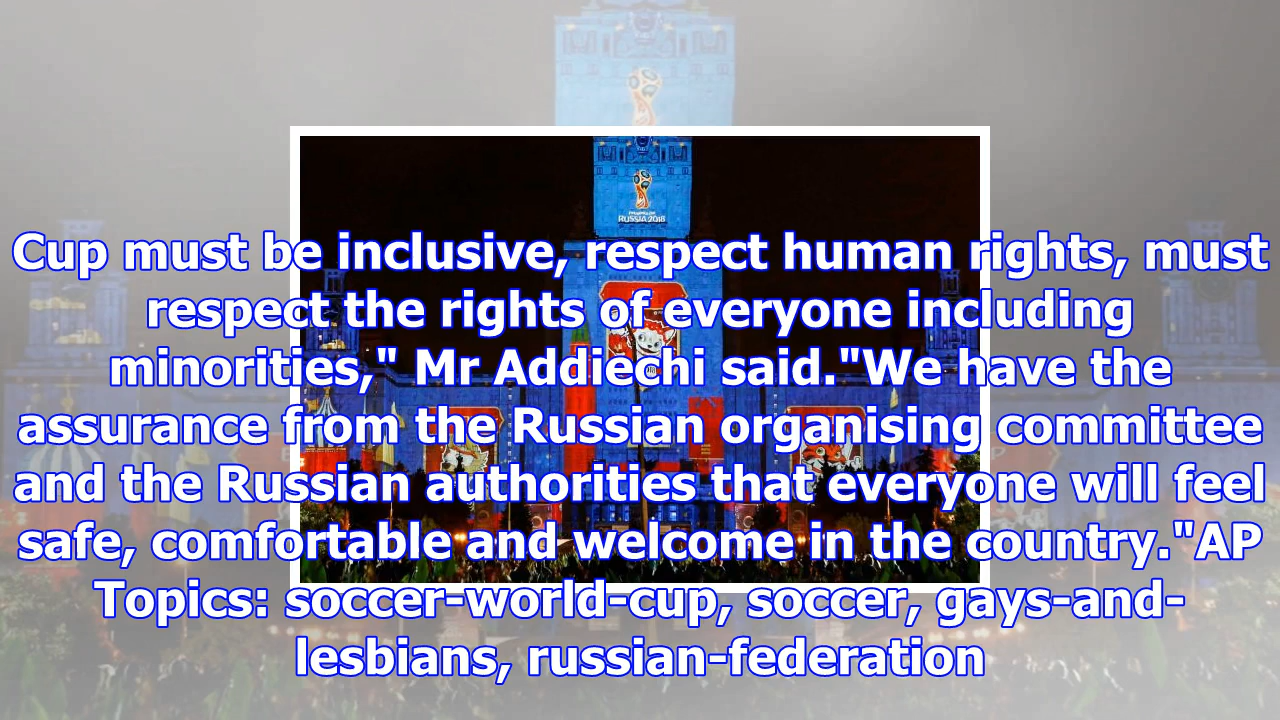 RUSSIA 2018
Cup must be inclusive, respect human rights, must
respect the rights of everyone including
minorities," Mr Addiechi said."We have the
assurance from the Russian organising committee
and the Russian authorities that everyone will feel
safe, comfortable and welcome in the country."AP
Topics: soccer-world-cup, soccer, gays-and-
lesbians, russian-federation